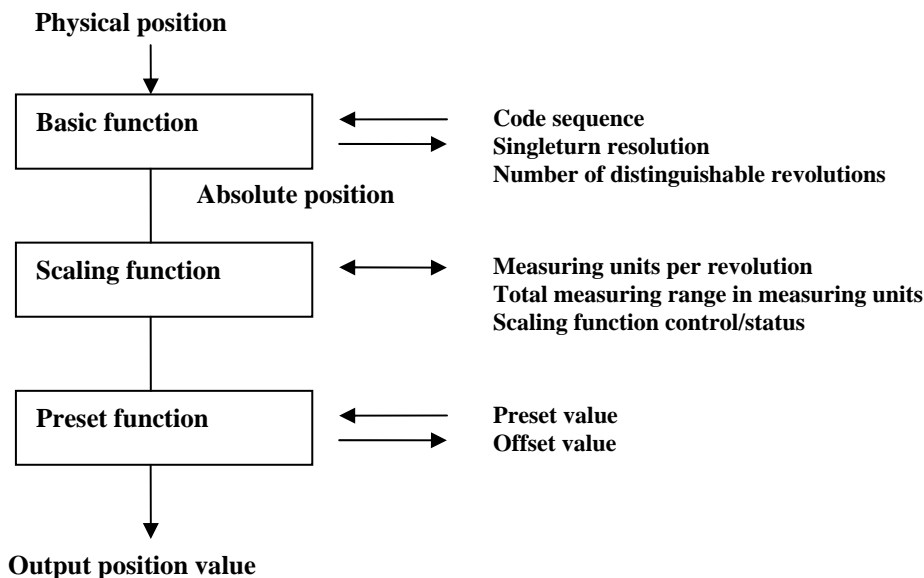 Physical position
Basic function
Code sequence
Singleturn resolution
Number of distinguishable revolutions
Absolute position
Scaling function
Measuring units per revolution
Total measuring range in measuring units
Scaling function control/status
Preset function
Preset value
Offset value
Output position value